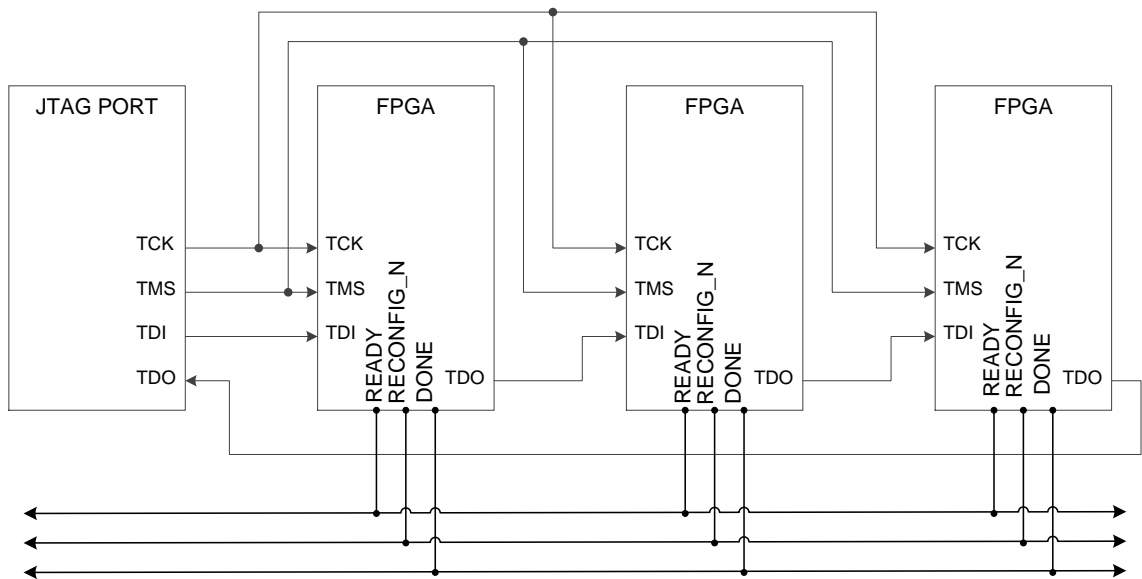 JTAG PORT
TCK
TMS
TDI
TDO
FPGA
TCK
TMS
TDI
READY
RECONFIG_N
DONE
TDO
FPGA
TCK
TMS
TDI
READY
RECONFIG_N
DONE
TDO
FPGA
TCK
TMS
TDI
READY
RECONFIG_N
DONE
TDO